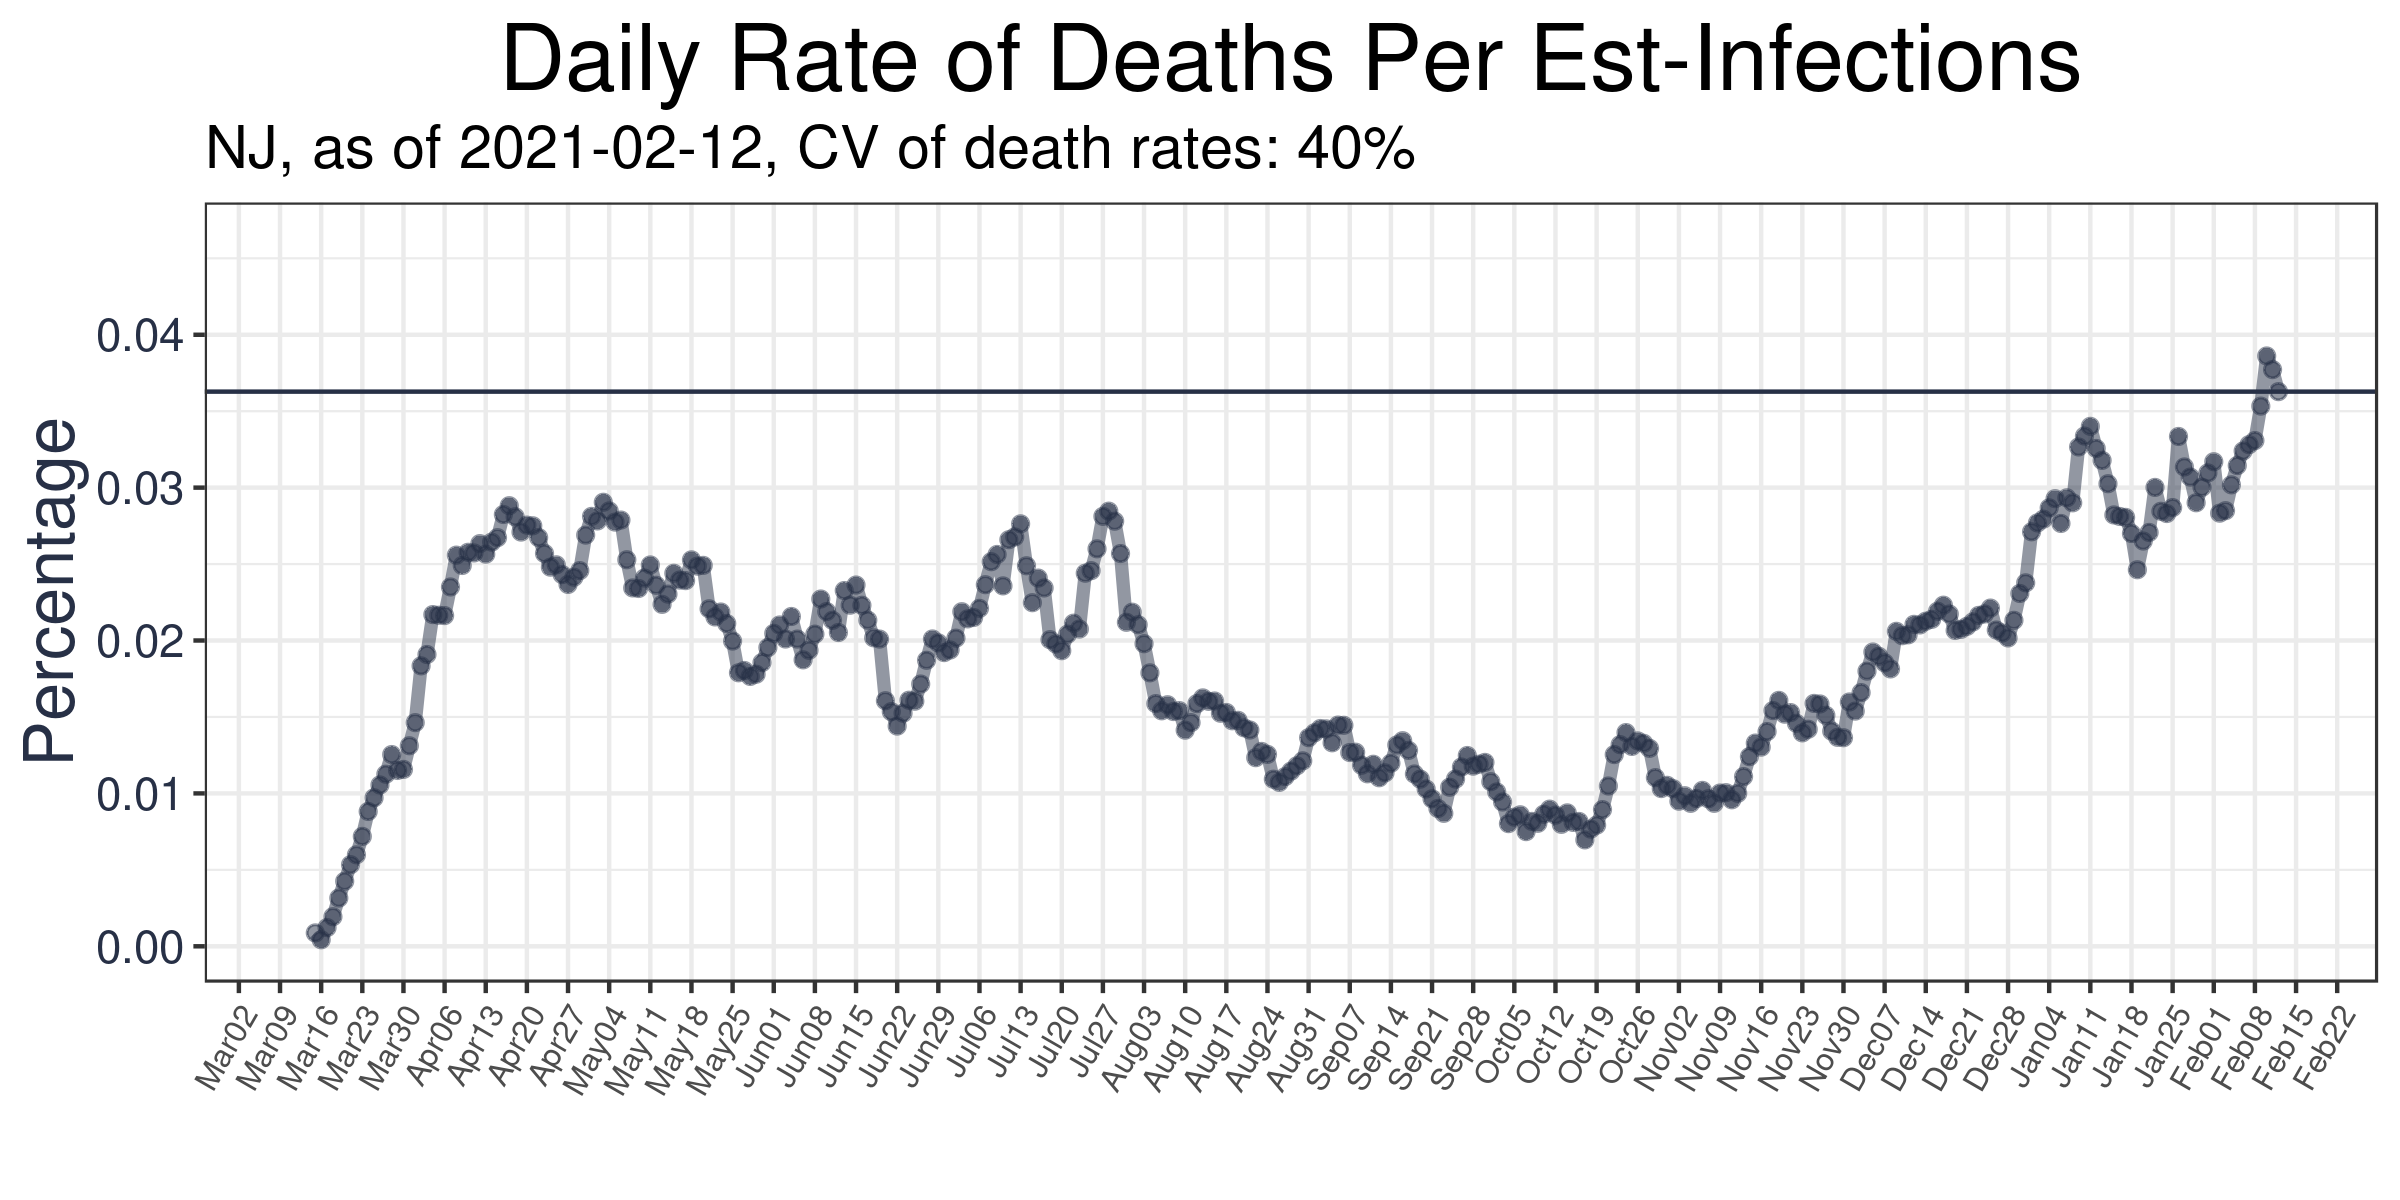 Daily Rate of Deaths Per Est-Infections
NJ, as of 2021-02-12, CV of death rates: 40%
Percentage
0.04
0.03
0.02
0.01
0.00
Mar02
Mar09
Mar16
Mar23
Mar30
Apr06
Apr13
Apr20
Apr27
May04
May11
May18
May25
Jun01
Jun08
Jun15
Jun22
Jun29
Jul06
Jul13
Jul20
Jul27
Aug03
Aug10
Aug17
Aug24
Aug31
Sep07
Sep14
Sep21
Sep28
Oct05
Oct12
Oct19
Oct26
Nov02
Nov09
Nov16
Nov23
Nov30
Dec07
Dec14
Dec21
Dec28
Jan04
Jan11
Jan18
Jan25
Feb01
Feb08
Feb15
Feb22